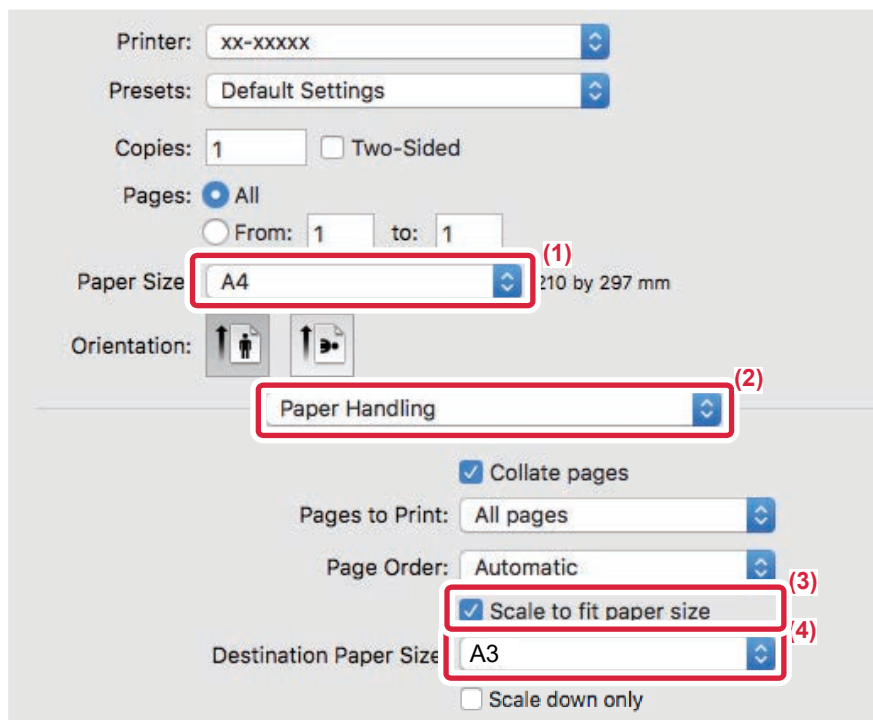 Printer: xx-xxxxx
Presets: Default Settings
Copies: 1 Two-Sided
Pages: All
From: 1 to: 1
(1)
Paper Size A4 210 by 297 mm
Orientation:
(2)
Paper Handling
Collate pages
Pages to Print: All pages
Page Order: Automatic
(3)
Scale to fit paper size
(4)
Destination Paper Size A3
Scale down only